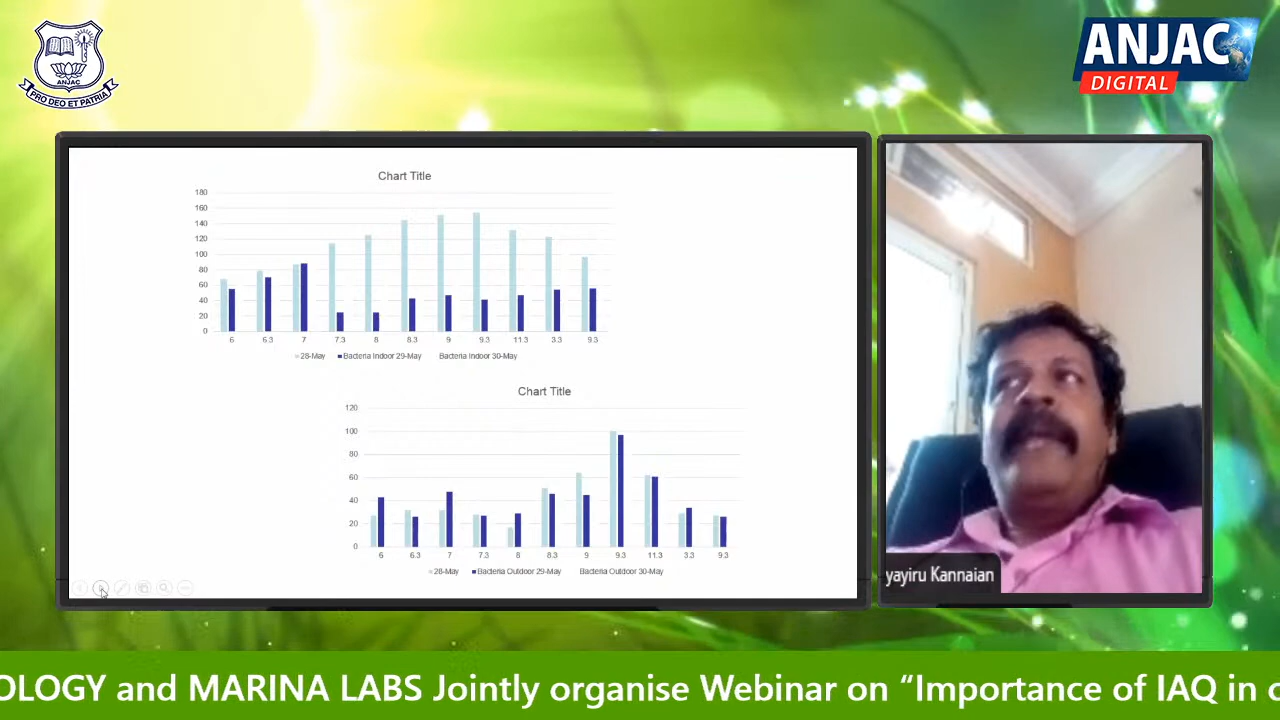 ANJAC
PRO DEO ET PATRIA
ANJAC
DIGITAL
Chart Title
180
160
140
120
100
80
60
40
20
0
6 6.3 7 7.3 8 8.3 9 9.3 11.3 3.3 9.3
28-May Bacteria Indoor 29-May Bacteria Indoor 30-May
Chart Title
120
100
80
60
40
20
0
6 6.3 7 7.3 8 8.3 9 9.3 11.3 3.3 9.3
28-May Bacteria Outdoor 29-May Bacteria Outdoor 30-May
yayiru Kannaian
OLOGY and MARINA LABS Jointly organise Webinar on “Importance of IAQ in c